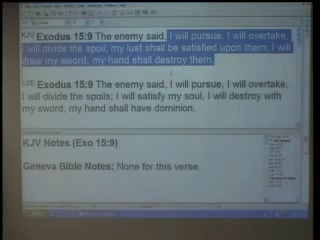 KJV Exodus 15:9 The enemy said, I will pursue, I will overtake,
I will divide the spoil; my lust shall be satisfied upon them; I will
draw my sword, my hand shall destroy them.
LXE Exodus 15:9 The enemy said, I will pursue, I will overtake,
I will divide the spoils; I will satisfy my soul, I will destroy with
my sword, my hand shall have dominion.
KJV Notes (Exo 15:9)
Geneva Bible Notes: None for this verse.